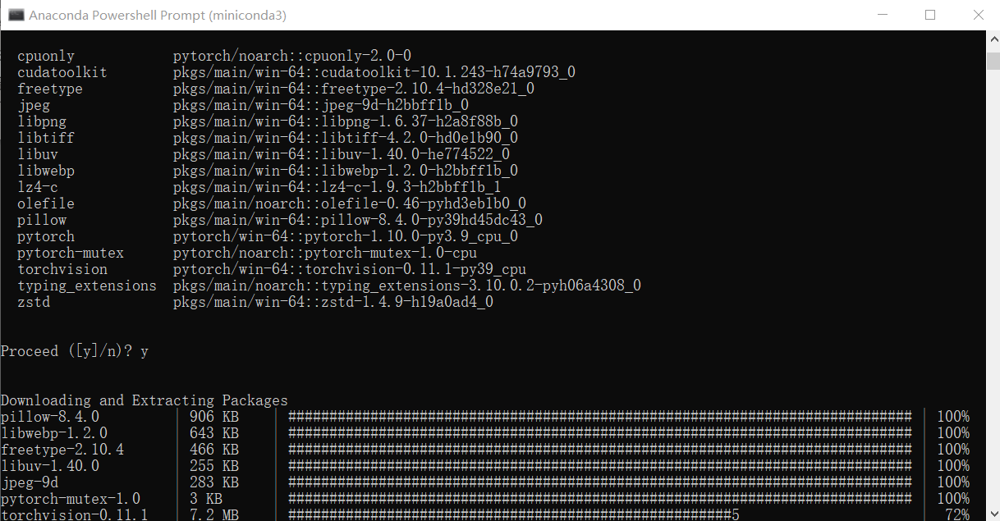 Anaconda Powershell Prompt (miniconda3)
cpuonly pytorch/noarch::cpuonly-2.0-0
cudatoolkit pkgs/main/win-64::cudatoolkit-10.1.243-h74a9793_0
freetype pkgs/main/win-64::freetype-2.10.4-hd328e21_0
jpeg pkgs/main/win-64::jpeg-9d-h2bbff1b_0
libpng pkgs/main/win-64::libpng-1.6.37-h2a8f88b_0
libtiff pkgs/main/win-64::libtiff-4.2.0-hd0e1b90_0
libuv pkgs/main/win-64::libuv-1.40.0-he774522_0
libwebp pkgs/main/win-64::libwebp-1.2.0-h2bbff1b_0
lz4-c pkgs/main/win-64::lz4-c-1.9.3-h2bbff1b_1
olefile pkgs/main/noarch::olefile-0.46-pyhd3eb1b0_0
pillow pkgs/main/win-64::pillow-8.4.0-py39hd45dc43_0
pytorch pytorch/win-64::pytorch-1.10.0-py3.9_cpu_0
pytorch-mutex pytorch/noarch::pytorch-mutex-1.0-cpu
torchvision pytorch/win-64::torchvision-0.11.1-py39_cpu
typing_extensions pkgs/main/noarch::typing_extensions-3.10.0.2-pyh06a4308_0
zstd pkgs/main/win-64::zstd-1.4.9-h19a0ad4_0
Proceed ([y]/n)? y
Downloading and Extracting Packages
pillow-8.4.0 | 906 KB | ############################################################################ | 100%
libwebp-1.2.0 | 643 KB | ############################################################################ | 100%
freetype-2.10.4 | 466 KB | ############################################################################ | 100%
libuv-1.40.0 | 255 KB | ############################################################################ | 100%
jpeg-9d | 283 KB | ############################################################################ | 100%
pytorch-mutex-1.0 | 3 KB | ############################################################################ | 100%
torchvision-0.11.1 | 7.2 MB | ######################################################5 | 72%